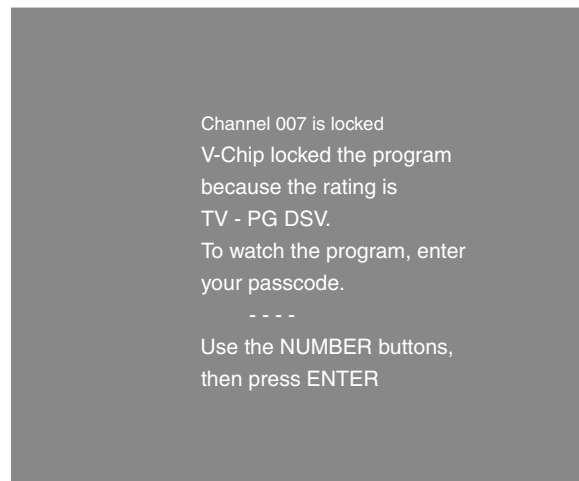 Channel 007 is locked
V-Chip locked the program
because the rating is
TV - PG DSV.
To watch the program, enter
your passcode.
- - - -
Use the NUMBER buttons,
then press ENTER